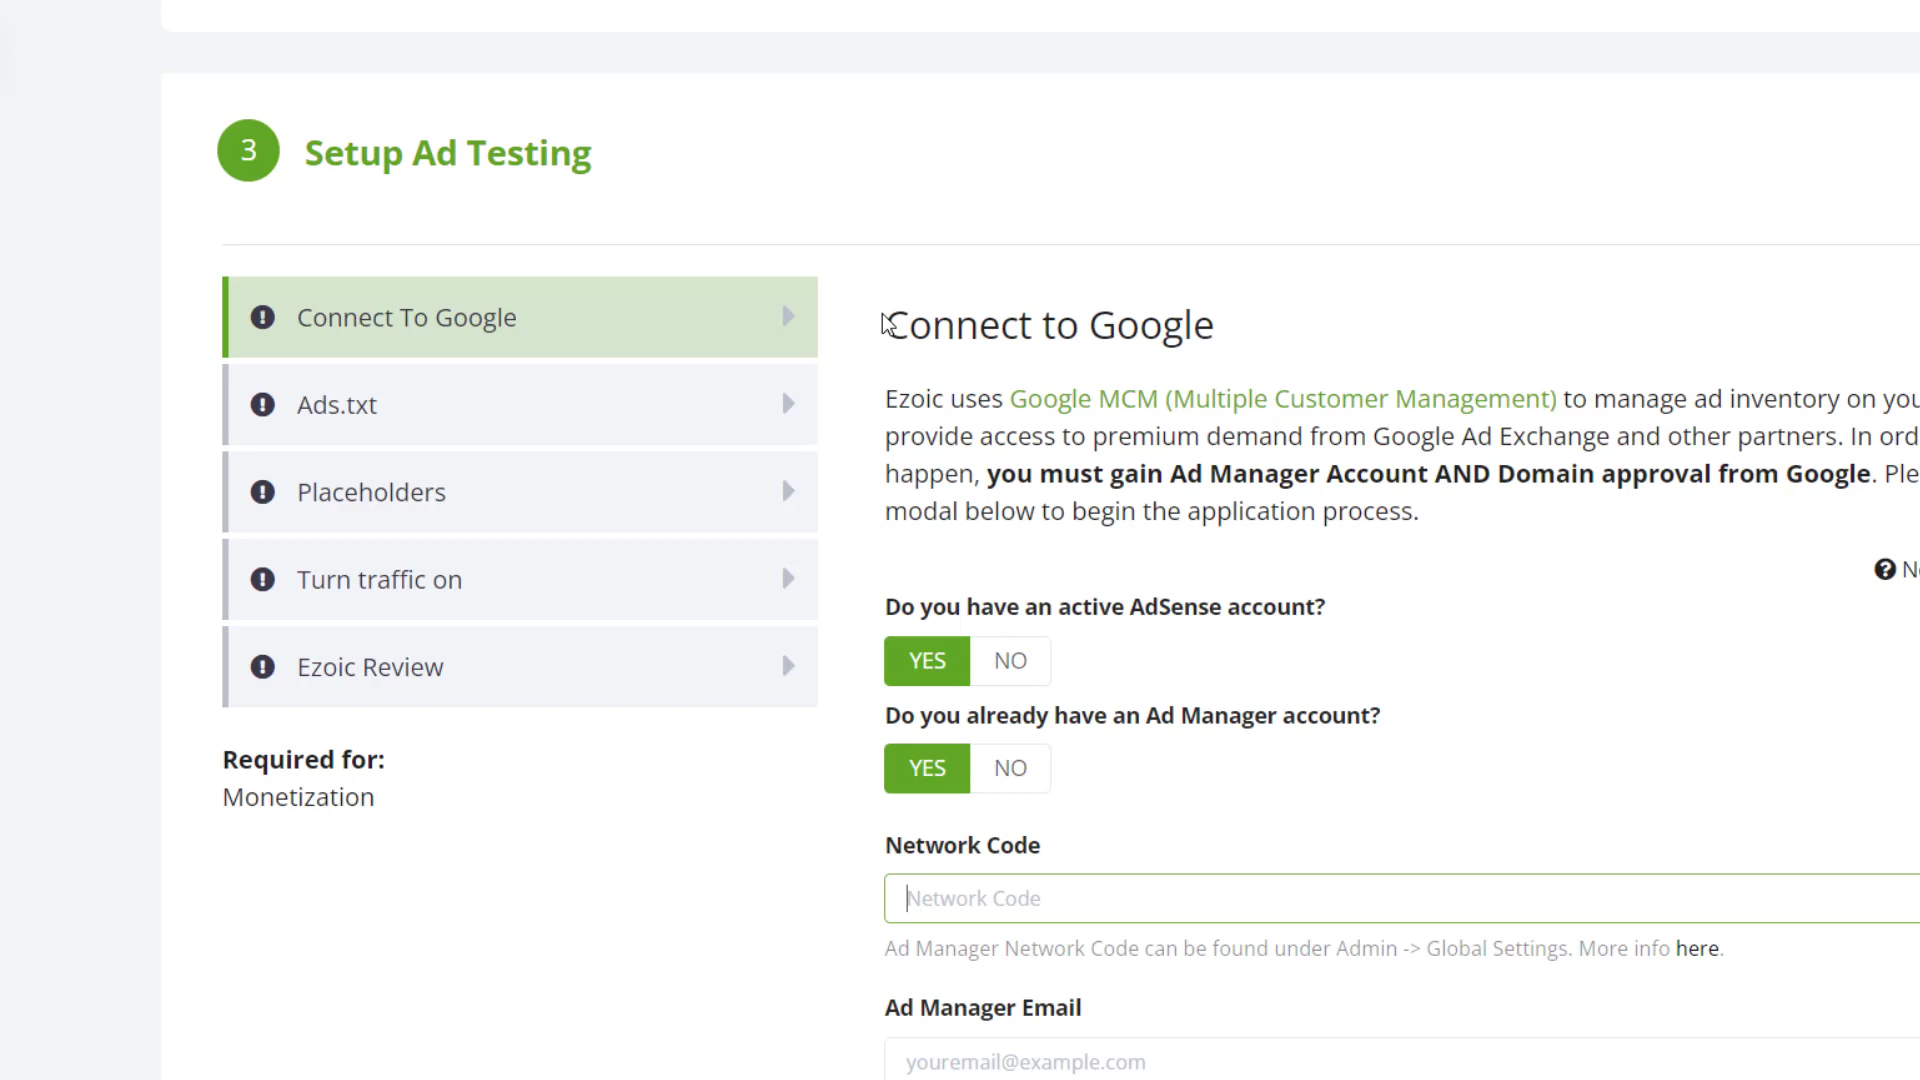 3 Setup Ad Testing
Connect To Google
Ads.txt
Placeholders
Turn traffic on
Ezoic Review
Required for:
Monetization
Connect to Google
Ezoic uses Google MCM (Multiple Customer Management) to manage ad inventory on
provide access to premium demand from Google Ad Exchange and other partners. In
happen, you must gain Ad Manager Account AND Domain approval from Google.
modal below to begin the application process.
Do you have an active AdSense account?
YES NO
Do you already have an Ad Manager account?
YES NO
Network Code
Network Code
Ad Manager Network Code can be found under Admin -> Global Settings. More info here.
Ad Manager Email
youremail@example.com